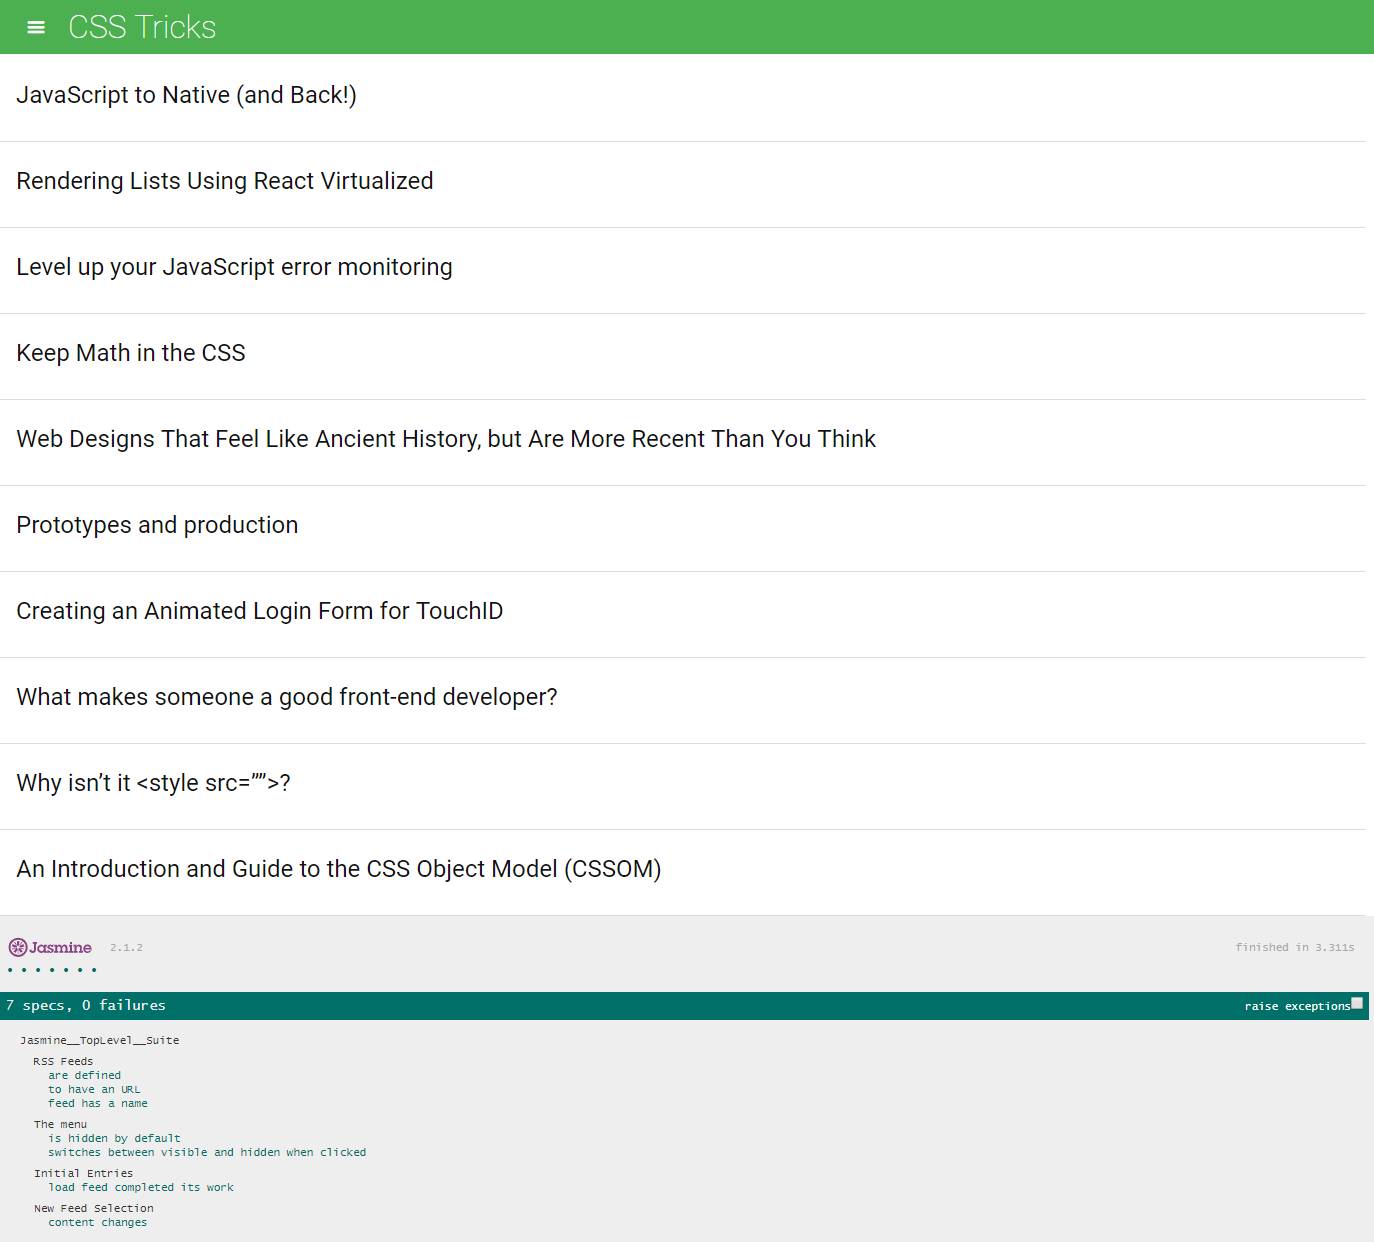 CSS Tricks
JavaScript to Native (and Back!)
Rendering Lists Using React Virtualized
Level up your JavaScript error monitoring
Keep Math in the CSS
Web Designs That Feel Like Ancient History, but Are More Recent Than You Think
Prototypes and production
Creating an Animated Login Form for TouchID
What makes someone a good front-end developer?
Why isn’t it <style src=””>?
An Introduction and Guide to the CSS Object Model (CSSOM)
Jasmine 2.1.2 finished in 3.311s
7 specs, 0 failures raise exceptions
Jasmine__TopLevel__Suite
RSS Feeds
are defined
to have an URL
feed has a name
The menu
is hidden by default
switches between visible and hidden when clicked
Initial Entries
load feed completed its work
New Feed Selection
content changes